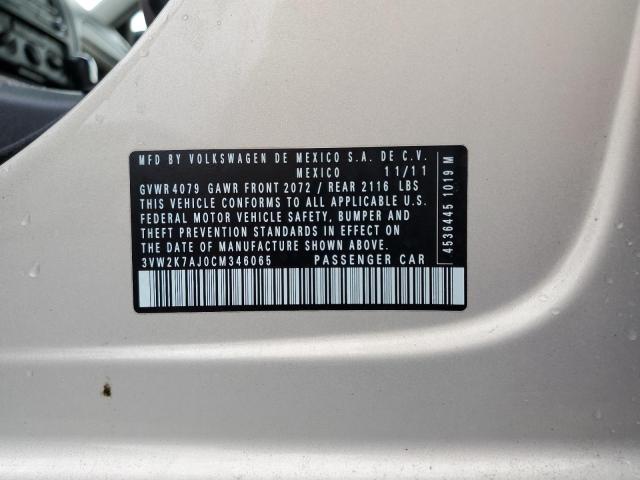 MFD BY VOLKSWAGEN DE MEXICO S.A. DE C.V.
MEXICO 11/11
GVWR 4079 GAWR FRONT 2072 / REAR 2116 LBS
THIS VEHICLE CONFORMS TO ALL APPLICABLE U.S.
FEDERAL MOTOR VEHICLE SAFETY, BUMPER AND
THEFT PREVENTION STANDARDS IN EFFECT ON
THE DATE OF MANUFACTURE SHOWN ABOVE.
3VW2K7AJ0CM346065 PASSENGER CAR
4536445 1019 M